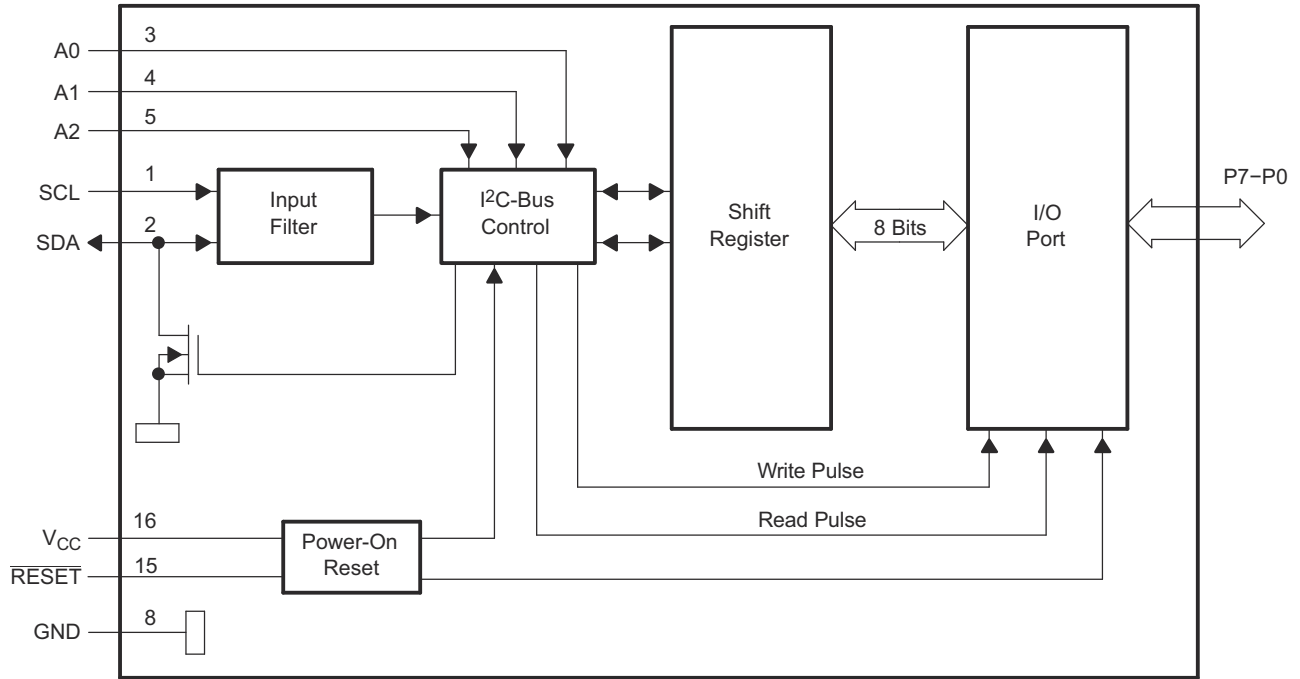 A0
3
A1
4
A2
5
SCL
1
SDA
2
Input
Filter
I²C-Bus
Control
Shift
Register
8 Bits
I/O
Port
P7−P0
Write Pulse
Read Pulse
VCC
16
RESET
15
Power-On
Reset
GND
8